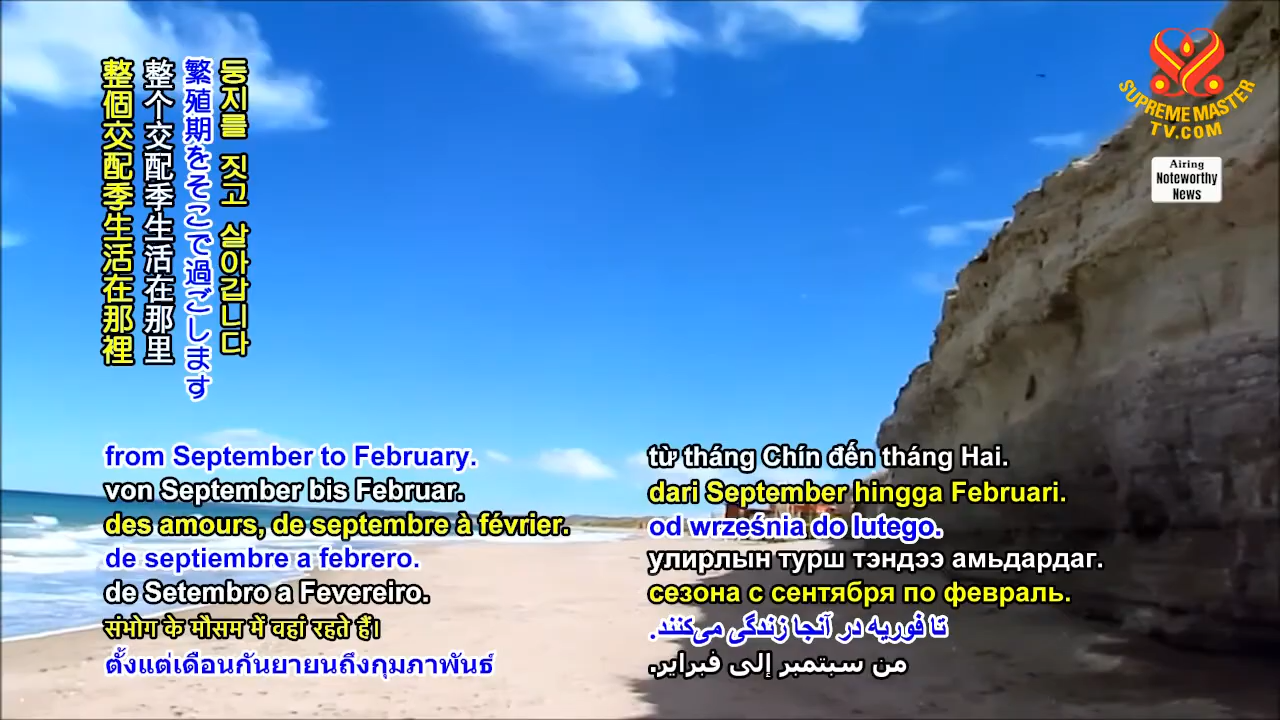 整個交配季生活在那裡
整个交配季生活在那里
繁殖期をそこで過ごします
둥지를 짓고 살아갑니다
SUPREME MASTER
TV.COM
Airing
Noteworthy
News
from September to February.
von September bis Februar.
des amours, de septembre à février.
de septiembre a febrero.
de Setembro a Fevereiro.
संभोग के मौसम में वहां रहते हैं।
ตั้งแต่เดือนกันยายนถึงกุมภาพันธ์
từ tháng Chín đến tháng Hai.
dari September hingga Februari.
od września do lutego.
улирлын турш тэндээ амьдардаг.
сезона с сентября по февраль.
تا فوریه در آنجا زندگی می‌کنند.
من سبتمبر إلى فبراير.